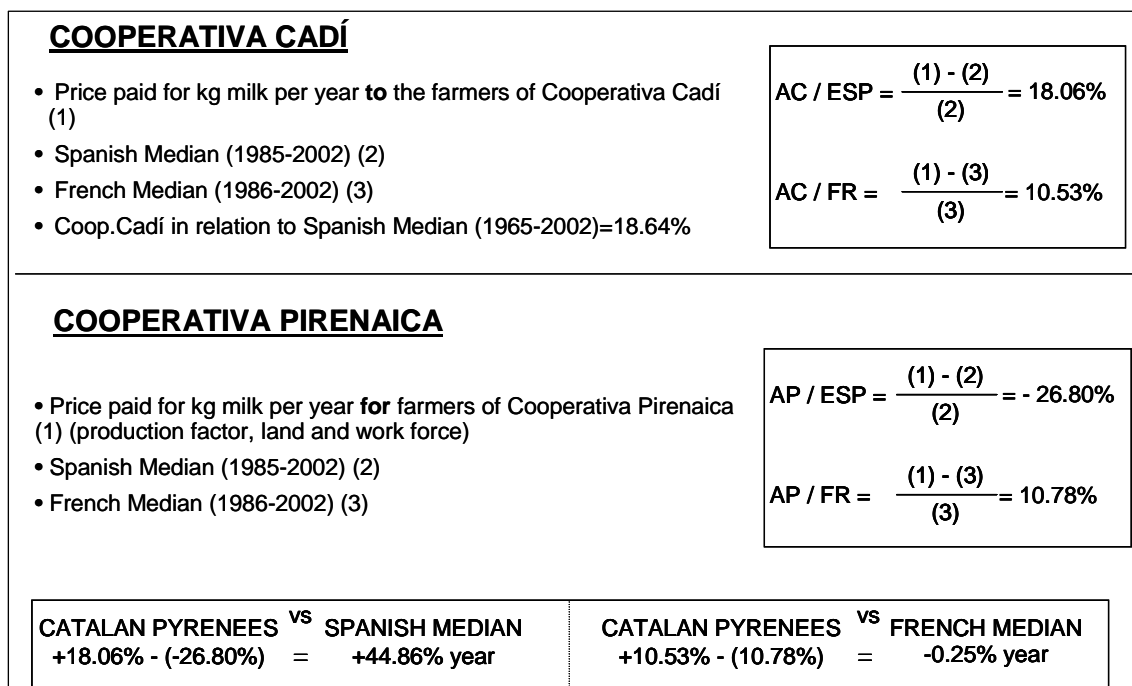 COOPERATIVA CADÍ
• Price paid for kg milk per year to the farmers of Cooperativa Cadí
(1)
• Spanish Median (1985-2002) (2)
• French Median (1986-2002) (3)
• Coop.Cadí in relation to Spanish Median (1965-2002)=18.64%
(1) - (2)
AC / ESP = = 18.06%
(2)
(1) - (3)
AC / FR = = 10.53%
(3)
COOPERATIVA PIRENAICA
• Price paid for kg milk per year for farmers of Cooperativa Pirenaica
(1) (production factor, land and work force)
• Spanish Median (1985-2002) (2)
• French Median (1986-2002) (3)
(1) - (2)
AP / ESP = = - 26.80%
(2)
(1) - (3)
AP / FR = = 10.78%
(3)
CATALAN PYRENEES vs SPANISH MEDIAN
+18.06% - (-26.80%) = +44.86% year
CATALAN PYRENEES vs FRENCH MEDIAN
+10.53% - (10.78%) = -0.25% year